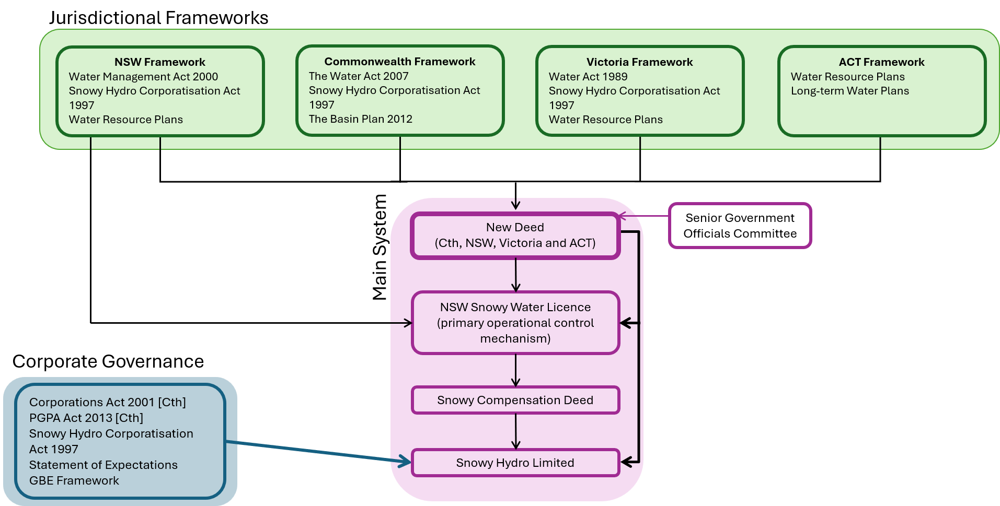 Jurisdictional Frameworks
NSW Framework
Water Management Act 2000
Snowy Hydro Corporatisation Act
1997
Water Resource Plans
Commonwealth Framework
The Water Act 2007
Snowy Hydro Corporatisation Act
1997
The Basin Plan 2012
Victoria Framework
Water Act 1989
Snowy Hydro Corporatisation Act
1997
Water Resource Plans
ACT Framework
Water Resource Plans
Long-term Water Plans
Main System
New Deed
(Cth, NSW, Victoria and ACT)
Senior Government
Officials Committee
NSW Snowy Water Licence
(primary operational control
mechanism)
Snowy Compensation Deed
Snowy Hydro Limited
Corporate Governance
Corporations Act 2001 [Cth]
PGPA Act 2013 [Cth]
Snowy Hydro Corporatisation
Act 1997
Statement of Expectations
GBE Framework